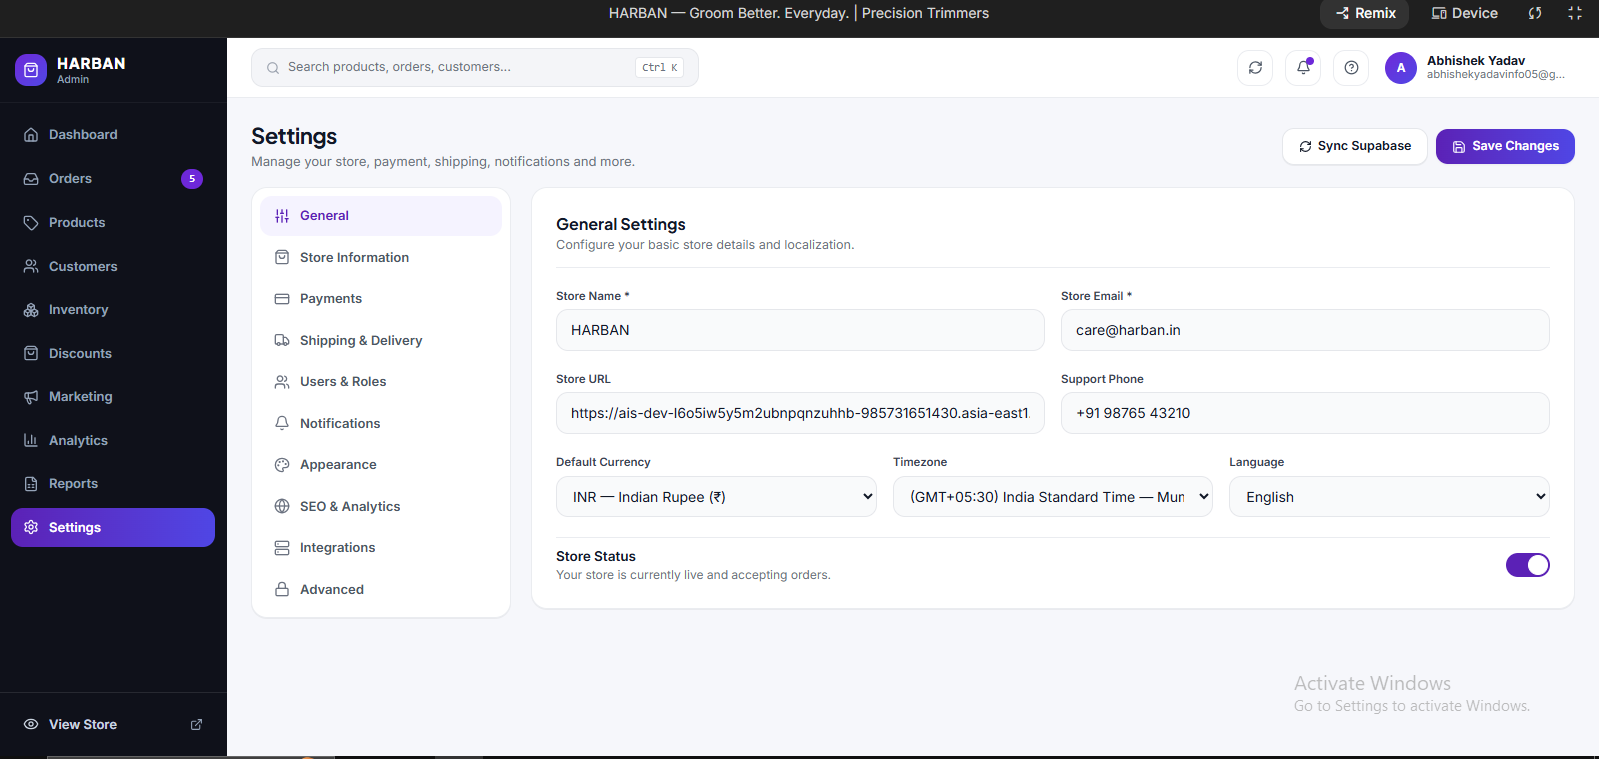 HARBAN — Groom Better. Everyday. | Precision Trimmers
Remix
Device
HARBAN
Admin
Search products, orders, customers...
Ctrl K
A
Abhishek Yadav
abhishekyadavinfo05@g...
Dashboard
Orders
5
Products
Customers
Inventory
Discounts
Marketing
Analytics
Reports
Settings
View Store
Settings
Manage your store, payment, shipping, notifications and more.
Sync Supabase
Save Changes
General
Store Information
Payments
Shipping & Delivery
Users & Roles
Notifications
Appearance
SEO & Analytics
Integrations
Advanced
General Settings
Configure your basic store details and localization.
Store Name *
Store Email *
HARBAN
care@harban.in
Store URL
Support Phone
https://ais-dev-l6o5iw5y5m2ubnpqnzuhhb-985731651430.asia-east1.
+91 98765 43210
Default Currency
Timezone
Language
INR — Indian Rupee (₹)
(GMT+05:30) India Standard Time — Mun
English
Store Status
Your store is currently live and accepting orders.
Activate Windows
Go to Settings to activate Windows.